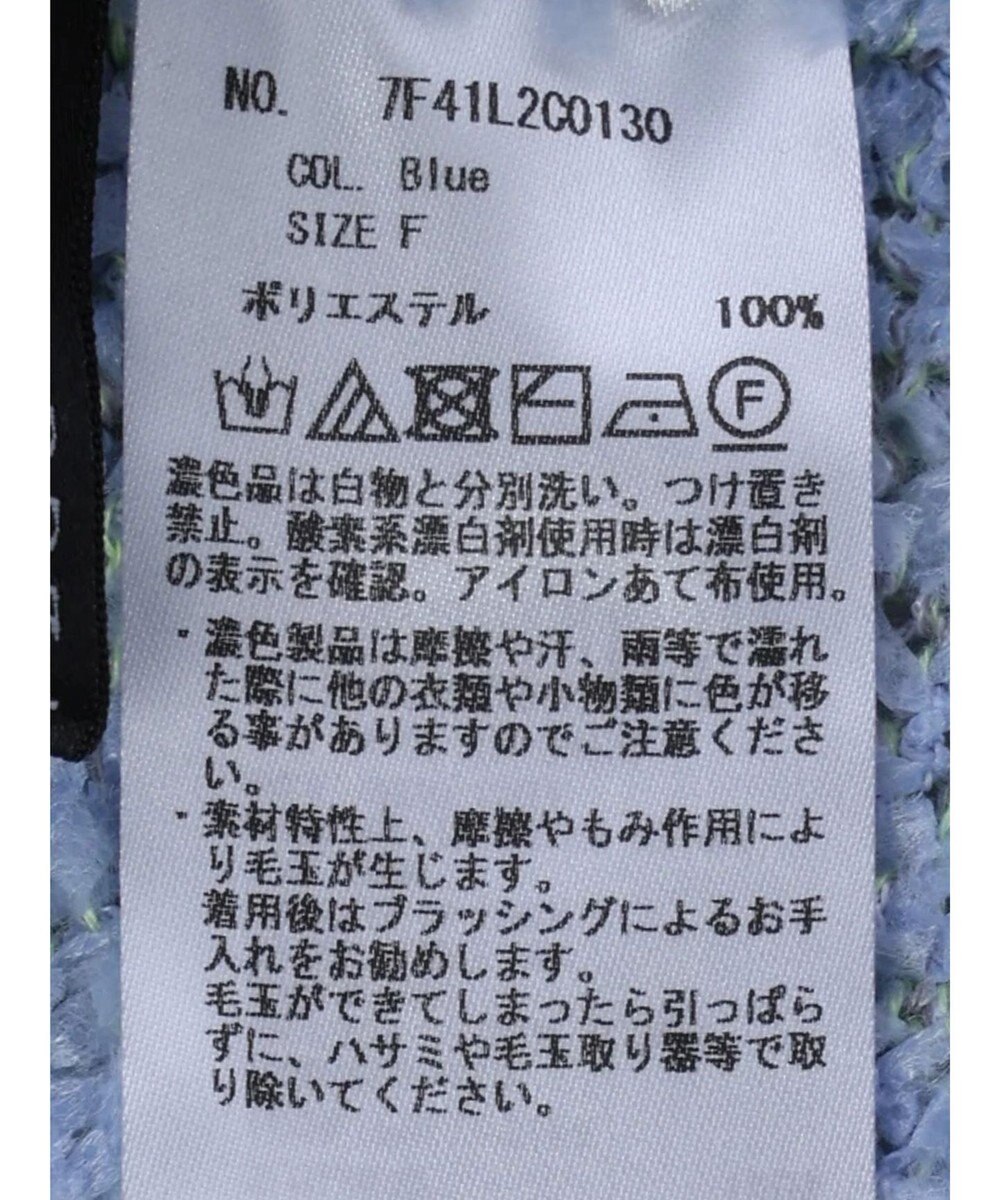 NO. 7F41L2C0130
COL. Blue
SIZE F
ポリエステル 100%
F
濃色品は白物と分別洗い。つけ置き
禁止。酸素系漂白剤使用時は漂白剤
の表示を確認。アイロンあて布使用。
・濃色製品は摩擦や汗、雨等で濡れ
た際に他の衣類や小物類に色が移
る事がありますのでご注意くださ
い。
・素材特性上、摩擦やもみ作用によ
り毛玉が生じます。
着用後はブラッシングによるお手
入れをお勧めします。
毛玉ができてしまったら引っぱら
ずに、ハサミや毛玉取り器等で取
り除いてください。